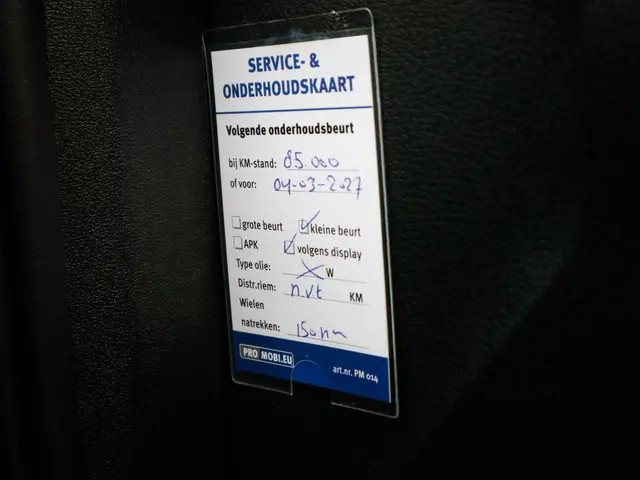 SERVICE- &
ONDERHOUDSKAART
Volgende onderhoudsbeurt
bij KM-stand: 85.000
of voor: 04-03-2027
grote beurt kleine beurt
APK volgens display
Type olie: X W
Distr.riem: n.v.t KM
Wielen
natrekken: 150 nm
PRO MOBI.EU art.nr. PM 014